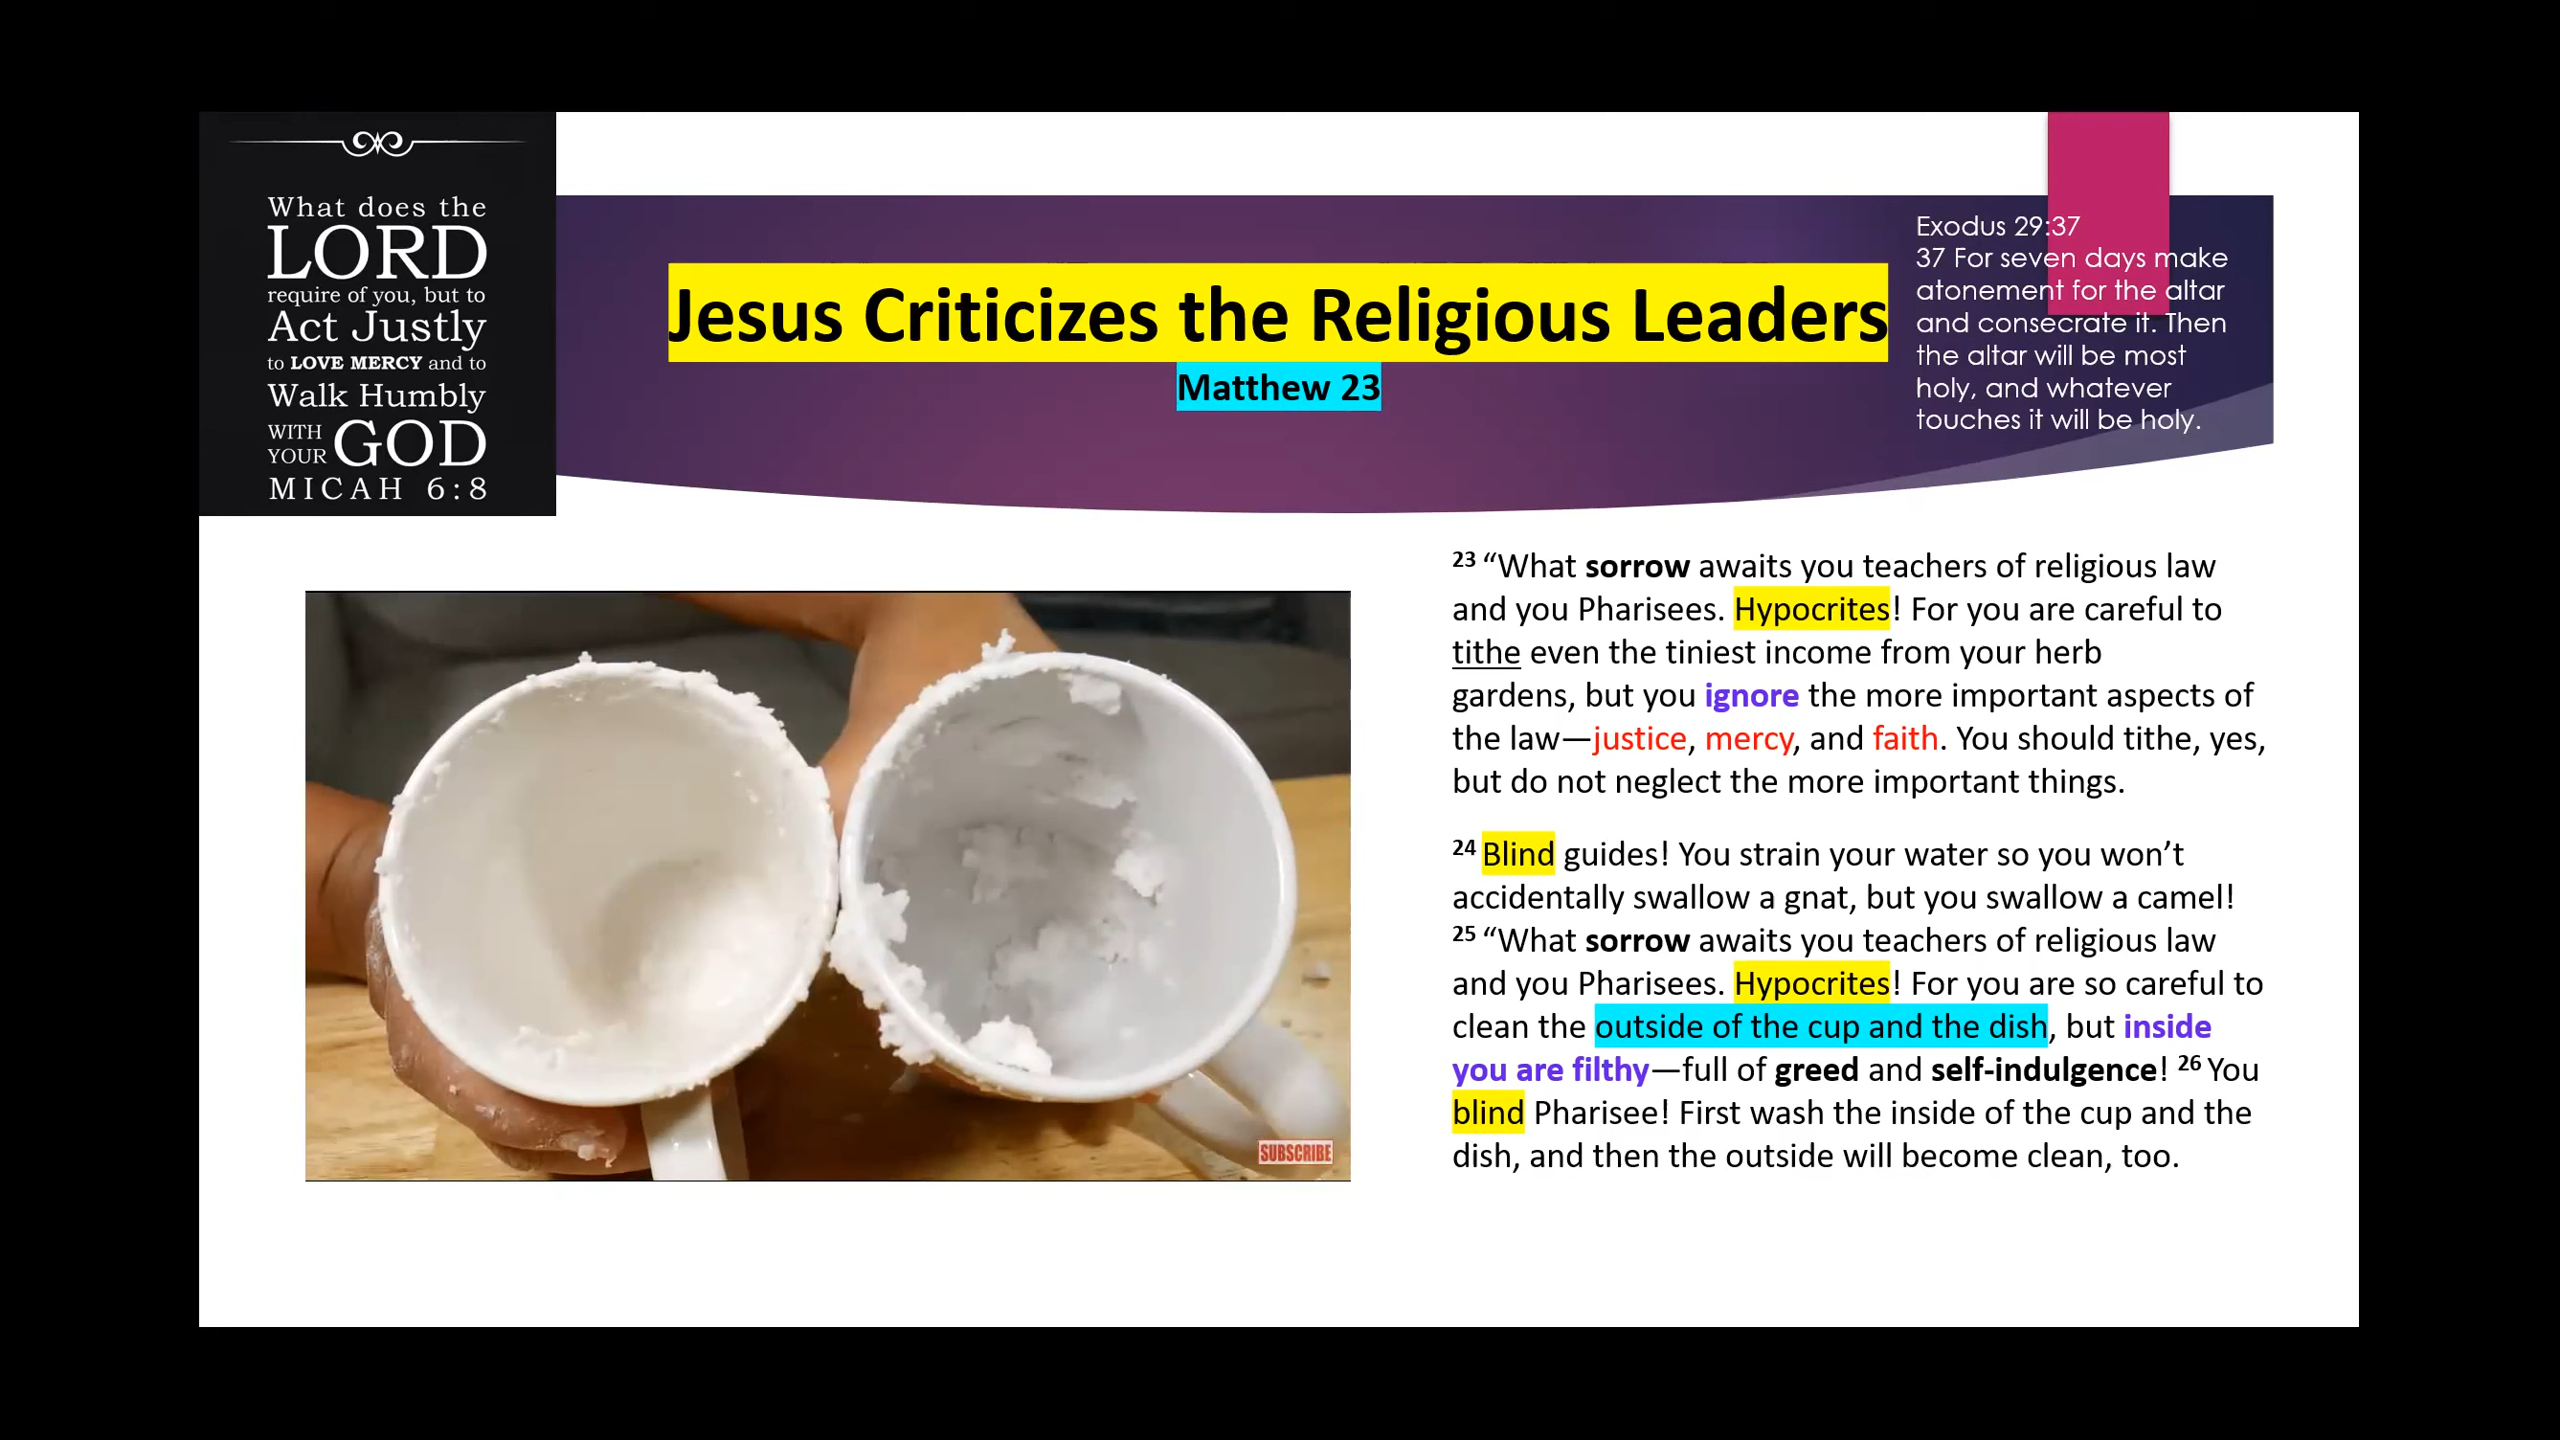 What does the
LORD
require of you, but to
Act Justly
to LOVE MERCY and to
Walk Humbly
WITH YOUR GOD
MICAH 6:8
Jesus Criticizes the Religious Leaders
Matthew 23
Exodus 29:37
37 For seven days make
atonement for the altar
and consecrate it. Then
the altar will be most
holy, and whatever
touches it will be holy.
SUBSCRIBE
23 “What sorrow awaits you teachers of religious law
and you Pharisees. Hypocrites! For you are careful to
tithe even the tiniest income from your herb
gardens, but you ignore the more important aspects of
the law—justice, mercy, and faith. You should tithe, yes,
but do not neglect the more important things.
24 Blind guides! You strain your water so you won’t
accidentally swallow a gnat, but you swallow a camel!
25 “What sorrow awaits you teachers of religious law
and you Pharisees. Hypocrites! For you are so careful to
clean the outside of the cup and the dish, but inside
you are filthy—full of greed and self-indulgence! 26 You
blind Pharisee! First wash the inside of the cup and the
dish, and then the outside will become clean, too.